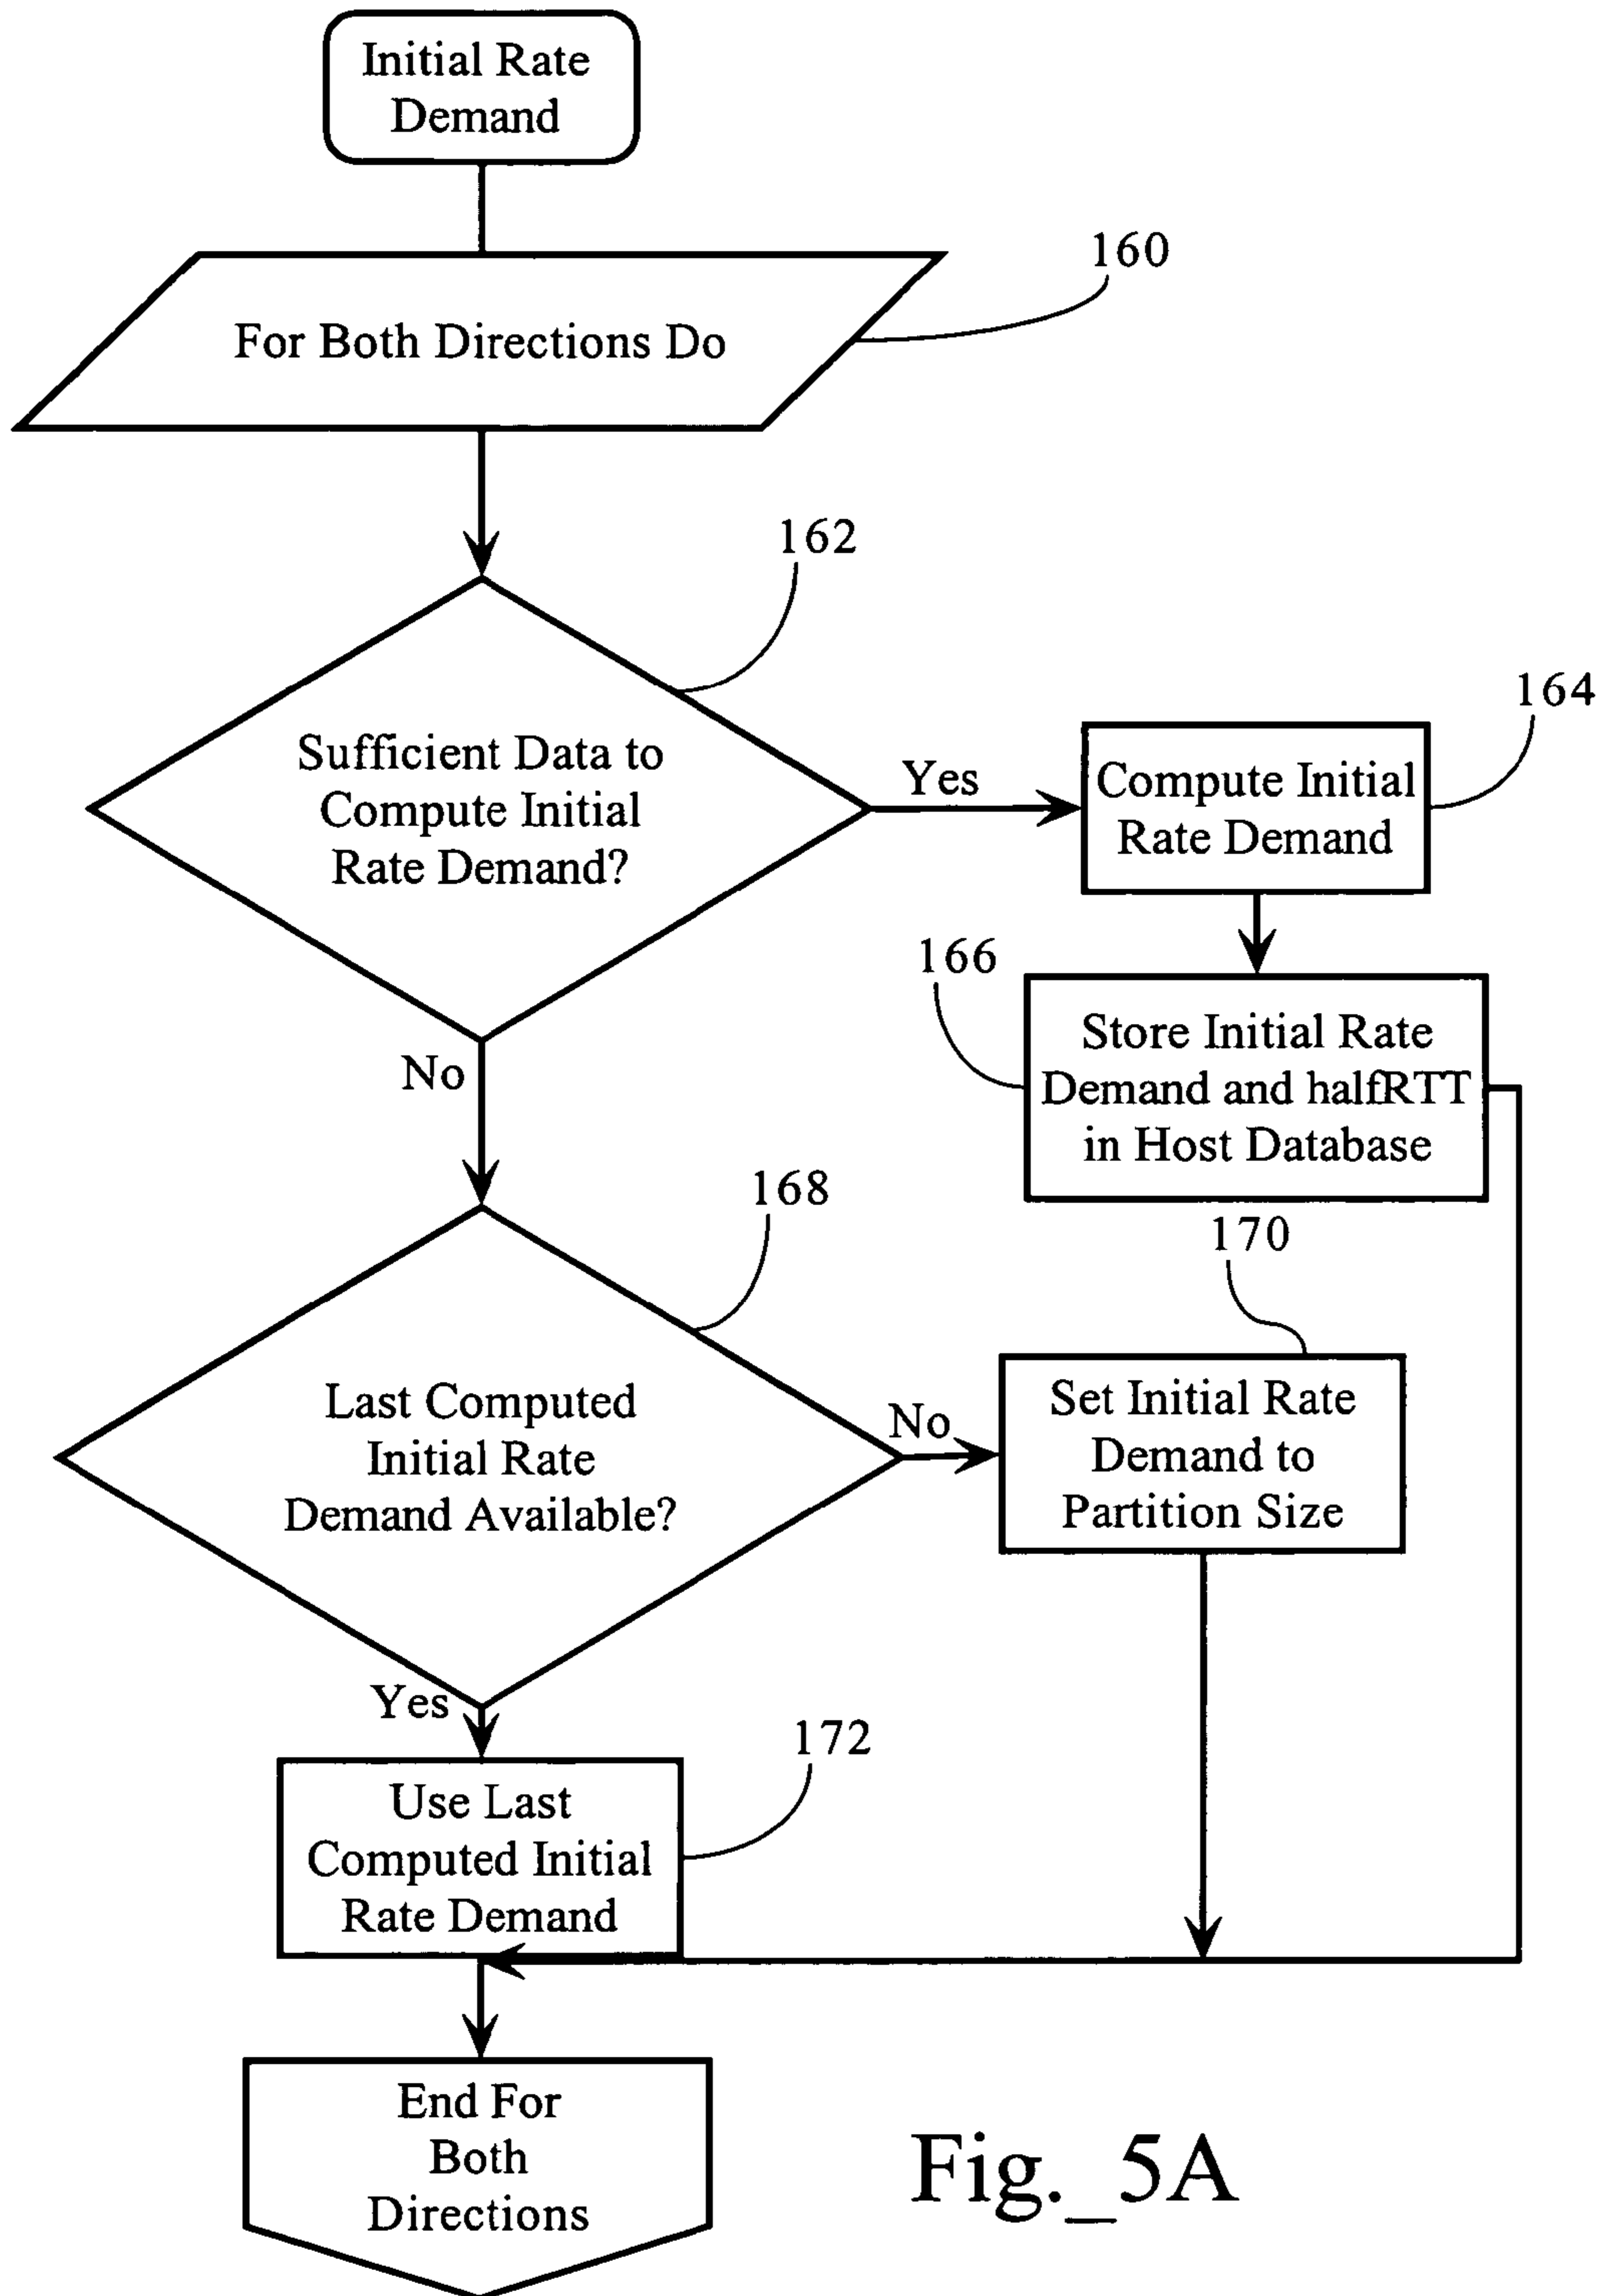 Initial Rate
Demand
160
For Both Directions Do
162
Sufficient Data to
Compute Initial
Rate Demand?
Yes
164
Compute Initial
Rate Demand
166
Store Initial Rate
Demand and halfRTT
in Host Database
No
168
Last Computed
Initial Rate
Demand Available?
No
170
Set Initial Rate
Demand to
Partition Size
Yes
172
Use Last
Computed Initial
Rate Demand
End For
Both
Directions
Fig._5A